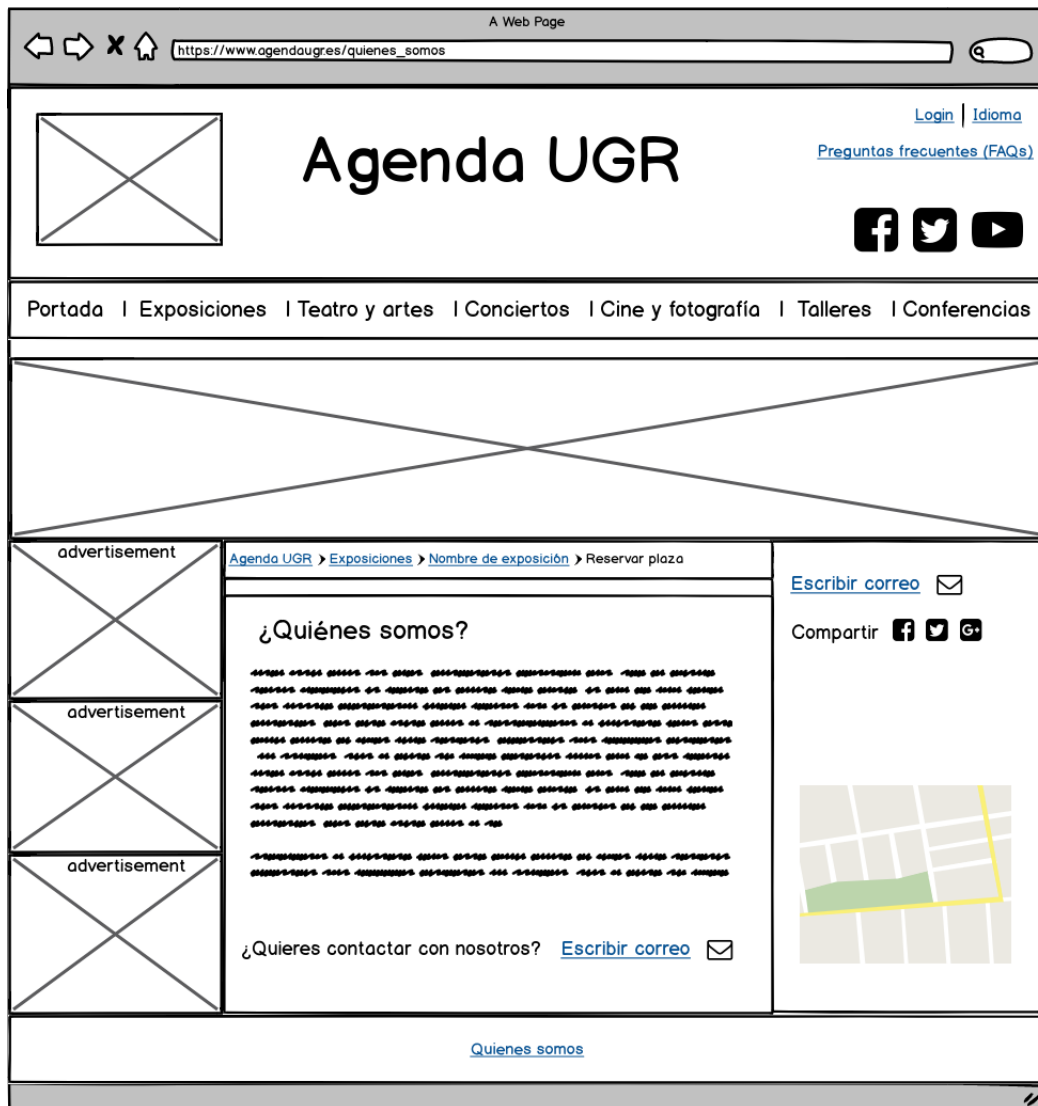 A Web Page
https://www.agendaugr.es/quienes_somos
Login | Idioma
Agenda UGR
Preguntas frecuentes (FAQs)
Portada | Exposiciones | Teatro y artes | Conciertos | Cine y fotografía | Talleres | Conferencias
advertisement
Agenda UGR > Exposiciones > Nombre de exposición > Reservar plaza
Escribir correo
¿Quiénes somos?
Compartir
advertisement
advertisement
¿Quieres contactar con nosotros? Escribir correo
Quienes somos